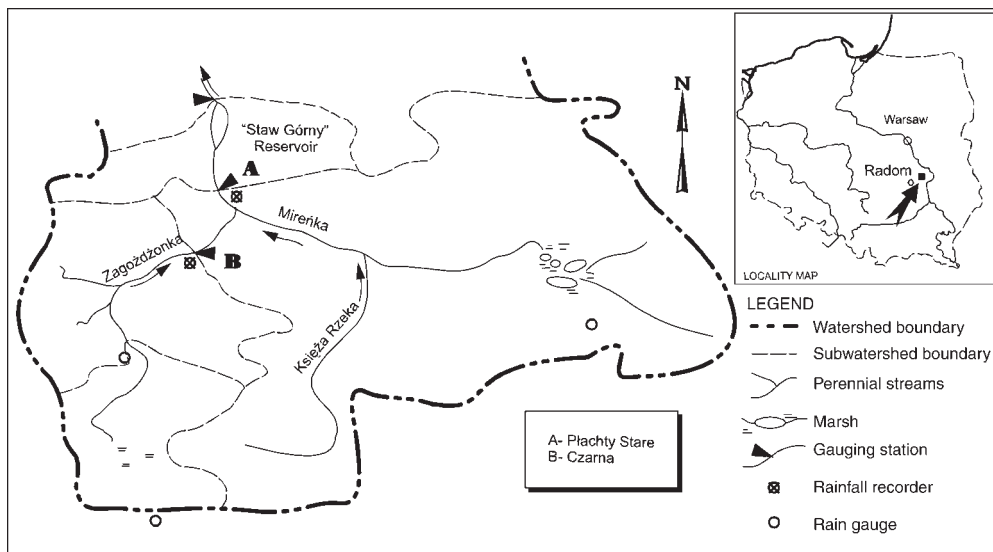 "Staw Górny"
Reservoir
A
N
Mireńka
Zagożdżonka
B
Księża Rzeka
A- Płachty Stare
B- Czarna
Warsaw
Radom
LOCALITY MAP
LEGEND
Watershed boundary
Subwatershed boundary
Perennial streams
Marsh
Gauging station
Rainfall recorder
Rain gauge